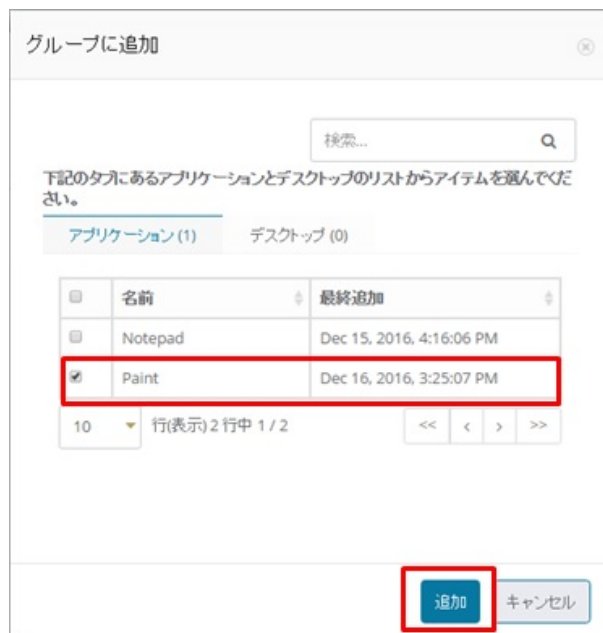 グループに追加
検索...
下記のタブにあるアプリケーションとデスクトップのリストからアイテムを選んでくだ
さい。
アプリケーション (1) デスクトップ (0)
名前 最終追加
Notepad Dec 15, 2016, 4:16:06 PM
Paint Dec 16, 2016, 3:25:07 PM
10 行(表示) 2 行中 1 / 2 << < > >>
追加 キャンセル